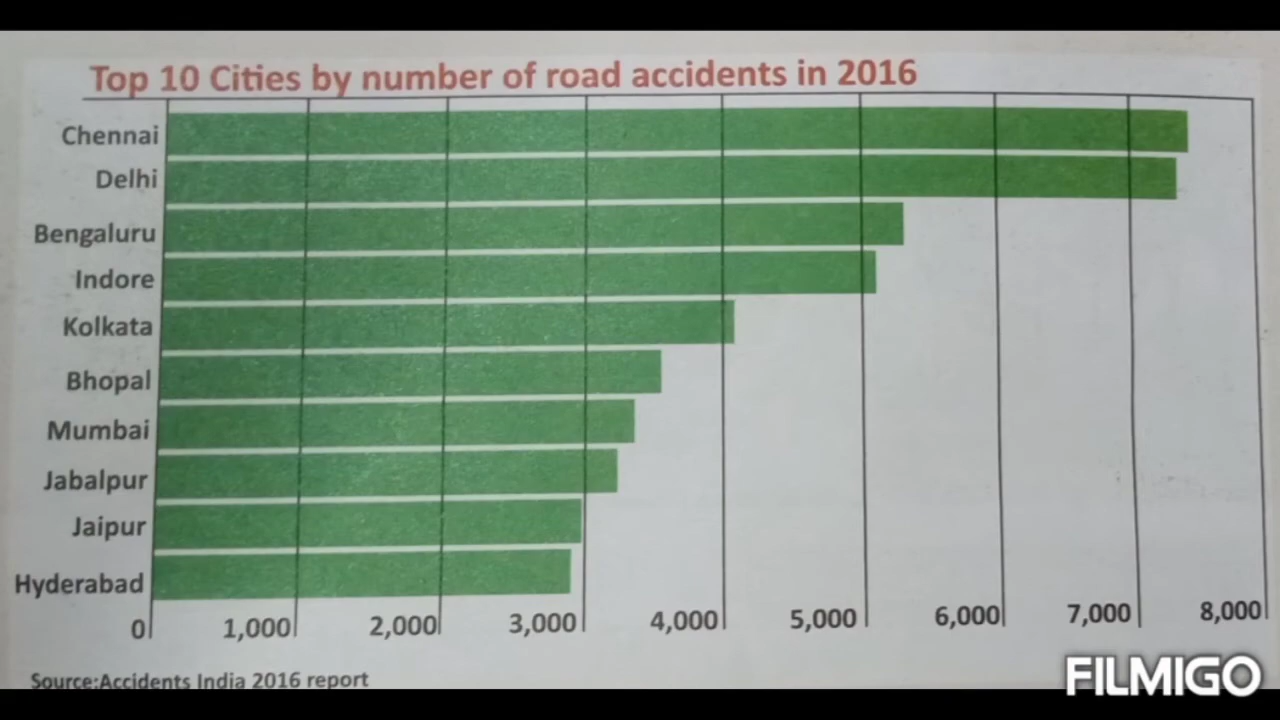 Top 10 Cities by number of road accidents in 2016
Chennai
Delhi
Bengaluru
Indore
Kolkata
Bhopal
Mumbai
Jabalpur
Jaipur
Hyderabad
0 1,000 2,000 3,000 4,000 5,000 6,000 7,000 8,000
Source:Accidents India 2016 report
FILMIGO